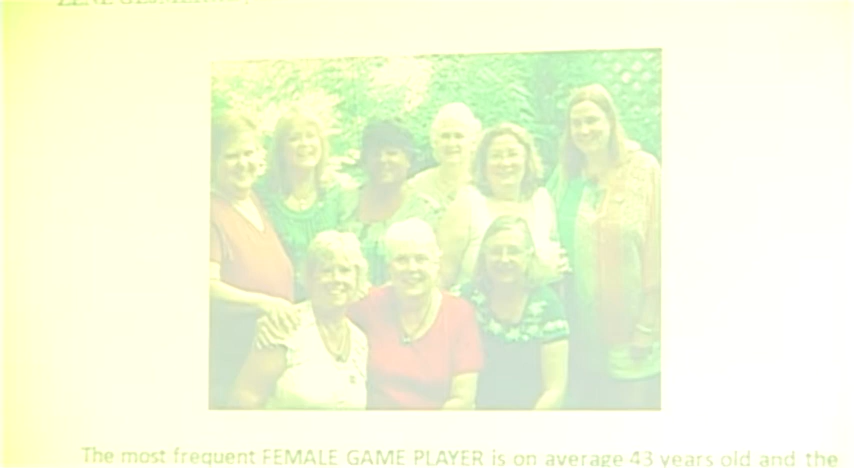 The most frequent FEMALE GAME PLAYER is on average 43 years old and the